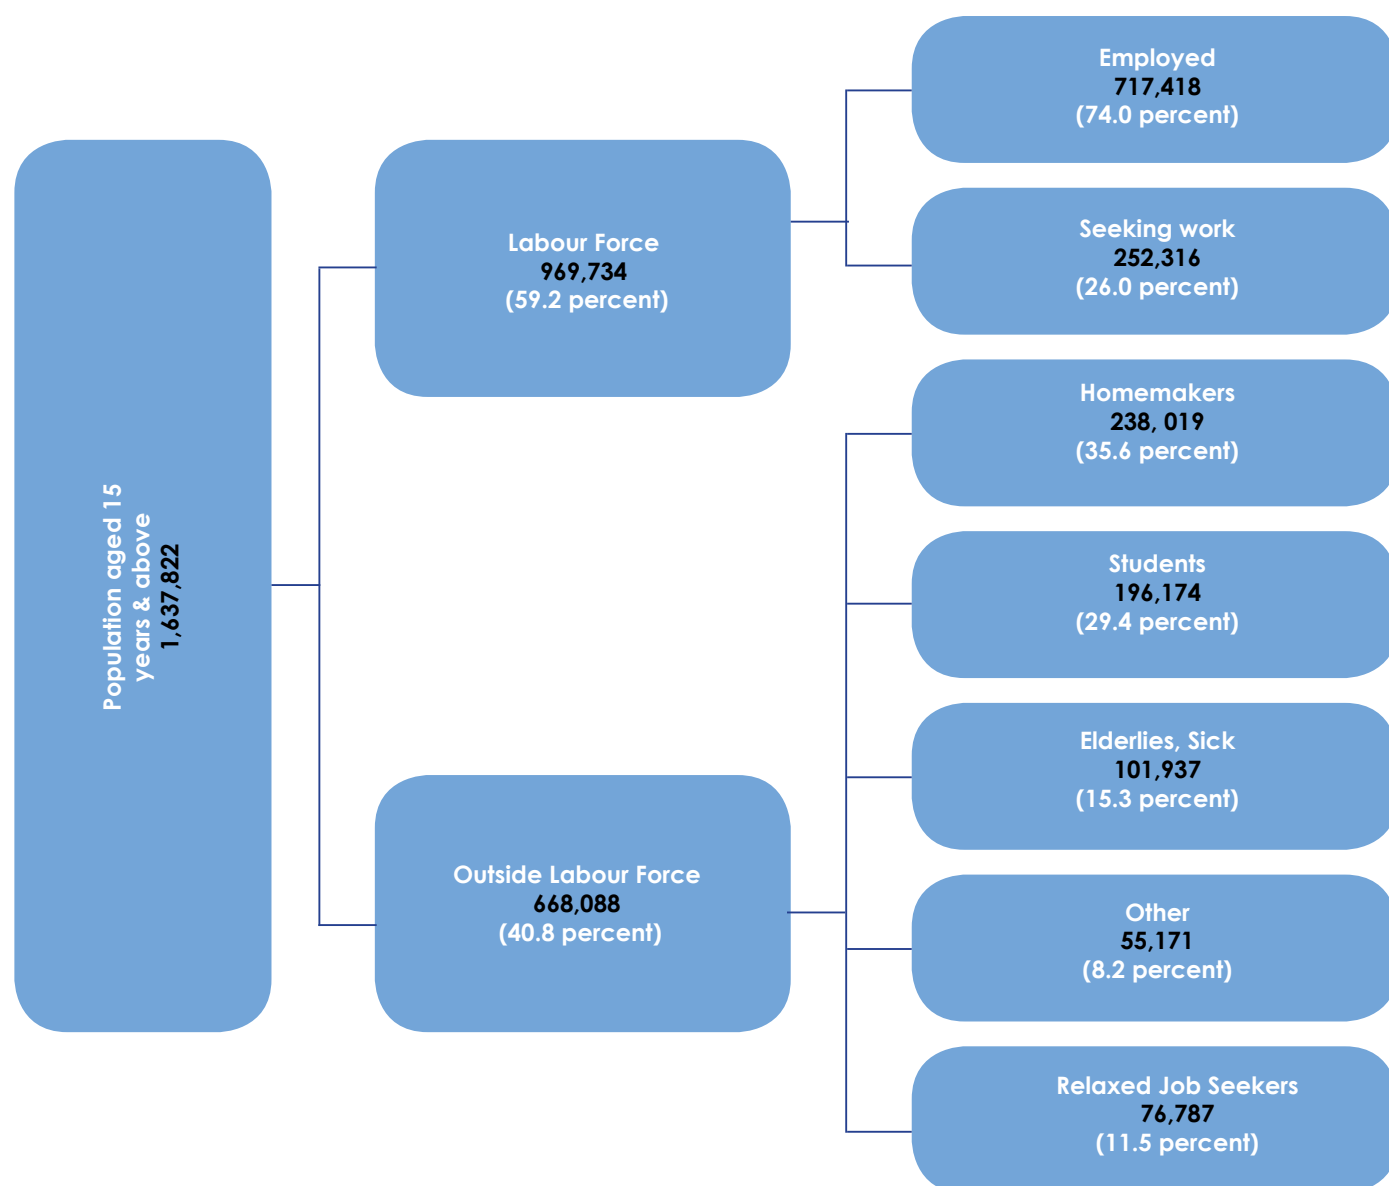 Population aged 15
years & above
1,637,822
Labour Force
969,734
(59.2 percent)
Outside Labour Force
668,088
(40.8 percent)
Employed
717,418
(74.0 percent)
Seeking work
252,316
(26.0 percent)
Homemakers
238, 019
(35.6 percent)
Students
196,174
(29.4 percent)
Elderlies, Sick
101,937
(15.3 percent)
Other
55,171
(8.2 percent)
Relaxed Job Seekers
76,787
(11.5 percent)